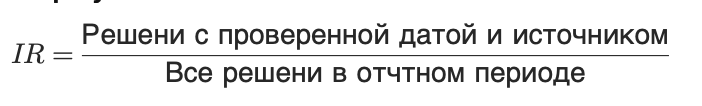 IR = Решени с проверенной датой и источником
Все решени в отчтном периоде